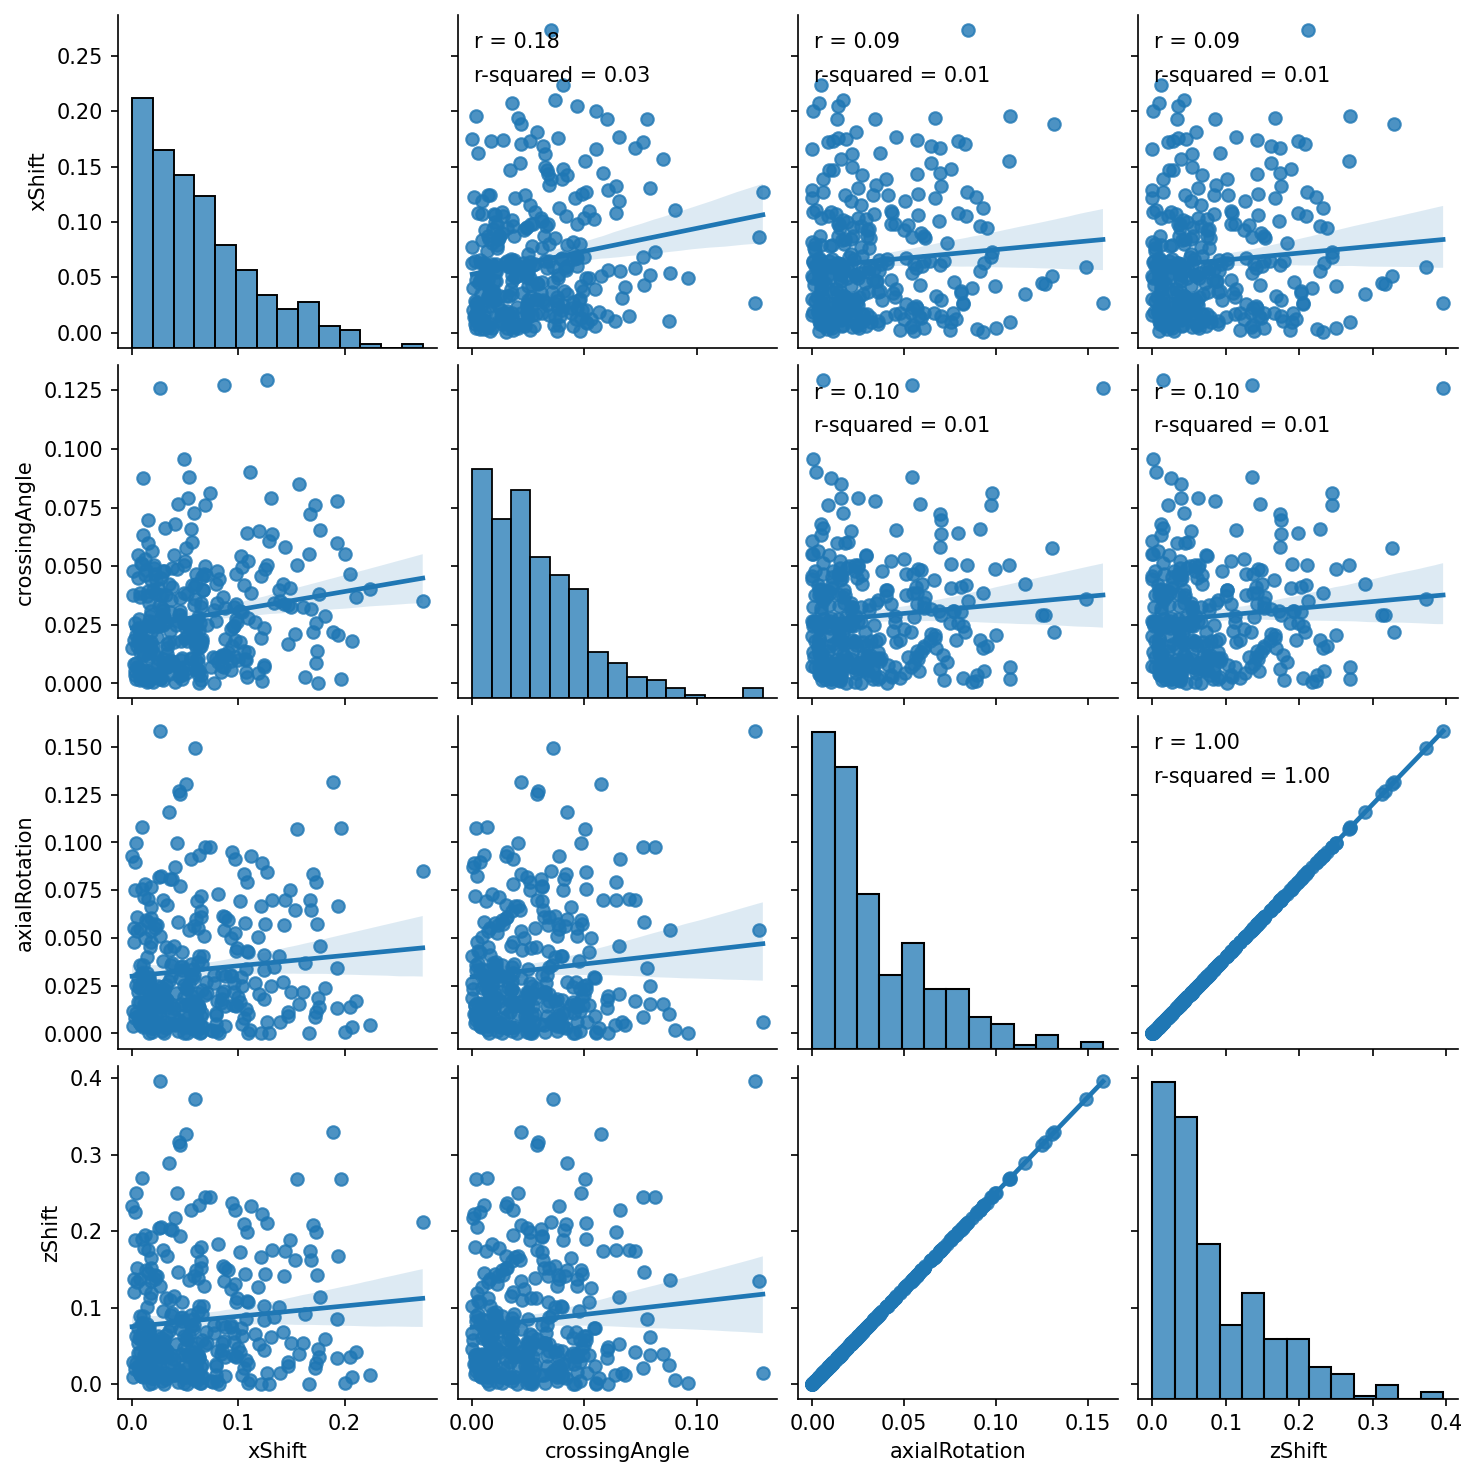 0.25
0.20
0.15
0.10
0.05
0.00
xShift
r = 0.18
r-squared = 0.03
r = 0.09
r-squared = 0.01
r = 0.09
r-squared = 0.01
0.125
0.100
0.075
0.050
0.025
0.000
crossingAngle
r = 0.10
r-squared = 0.01
r = 0.10
r-squared = 0.01
0.150
0.125
0.100
0.075
0.050
0.025
0.000
axialRotation
r = 1.00
r-squared = 1.00
0.4
0.3
0.2
0.1
0.0
zShift
0.0 0.1 0.2
xShift
0.00 0.05 0.10
crossingAngle
0.00 0.05 0.10 0.15
axialRotation
0.0 0.1 0.2 0.3 0.4
zShift